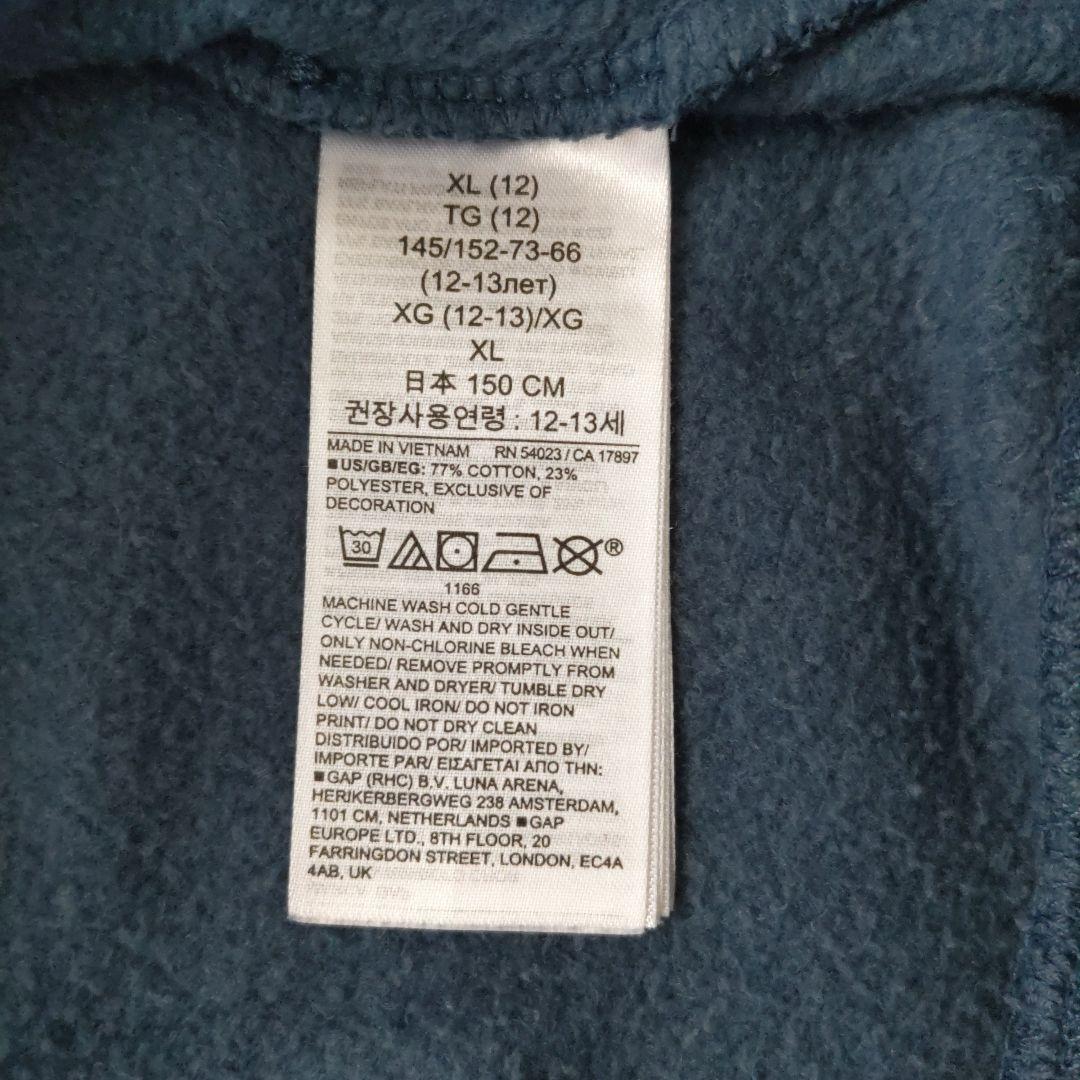 XL (12)
TG (12)
145/152-73-66
(12-13лет)
XG (12-13)/XG
XL
日本 150 CM
권장사용연령 : 12-13세
MADE IN VIETNAM RN 54023 / CA 17897
■US/GB/EG: 77% COTTON, 23%
POLYESTER, EXCLUSIVE OF
DECORATION
30 ®
1166
MACHINE WASH COLD GENTLE
CYCLE/ WASH AND DRY INSIDE OUT/
ONLY NON-CHLORINE BLEACH WHEN
NEEDED/ REMOVE PROMPTLY FROM
WASHER AND DRYER/ TUMBLE DRY
LOW/ COOL IRON/ DO NOT IRON
PRINT/ DO NOT DRY CLEAN
DISTRIBUIDO POR/ IMPORTED BY/
IMPORTE PAR/ ΕΙΣΑΓΕΤΑΙ ΑΠΟ ΤΗΝ:
■GAP (RHC) B.V. LUNA ARENA,
HERIKERBERGWEG 238 AMSTERDAM,
1101 CM, NETHERLANDS ■GAP
EUROPE LTD., 8TH FLOOR, 20
FARRINGDON STREET, LONDON, EC4A
4AB, UK